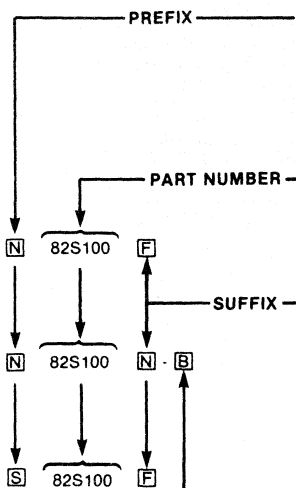 PREFIX
PART NUMBER
N 82S100 F
SUFFIX
N 82S100 N - B
S 82S100 F